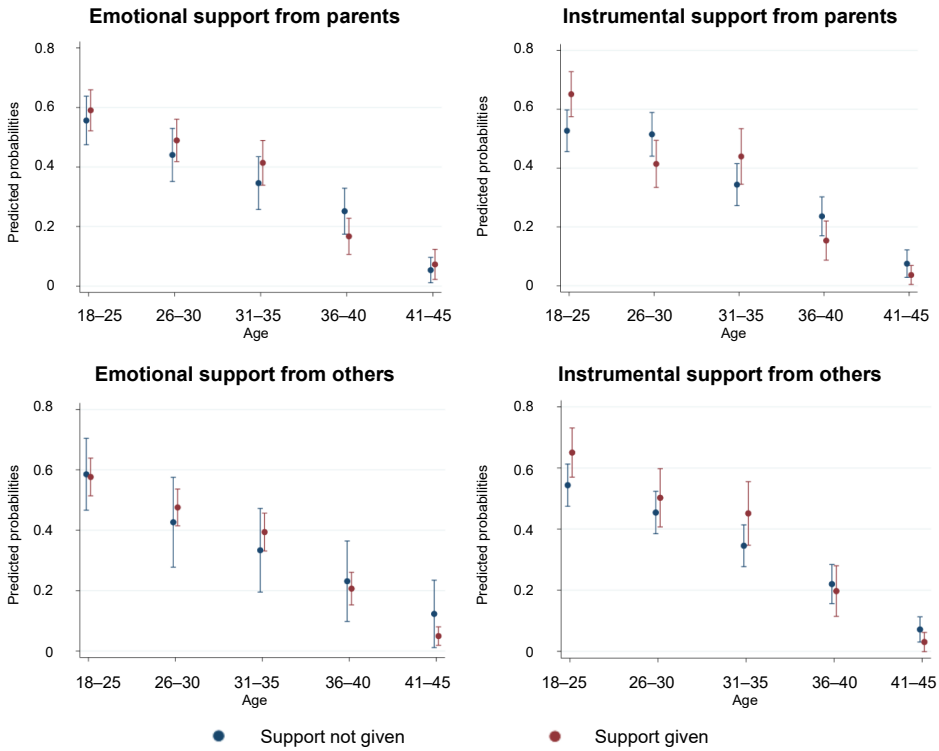 Emotional support from parents
Predicted probabilities
0.8
0.6
0.4
0.2
0
18–25 26–30 31–35 36–40 41–45
Age
Instrumental support from parents
Predicted probabilities
0.8
0.6
0.4
0.2
0
18–25 26–30 31–35 36–40 41–45
Age
Emotional support from others
Predicted probabilities
0.8
0.6
0.4
0.2
0
18–25 26–30 31–35 36–40 41–45
Age
Instrumental support from others
Predicted probabilities
0.8
0.6
0.4
0.2
0
18–25 26–30 31–35 36–40 41–45
Age
Support not given Support given